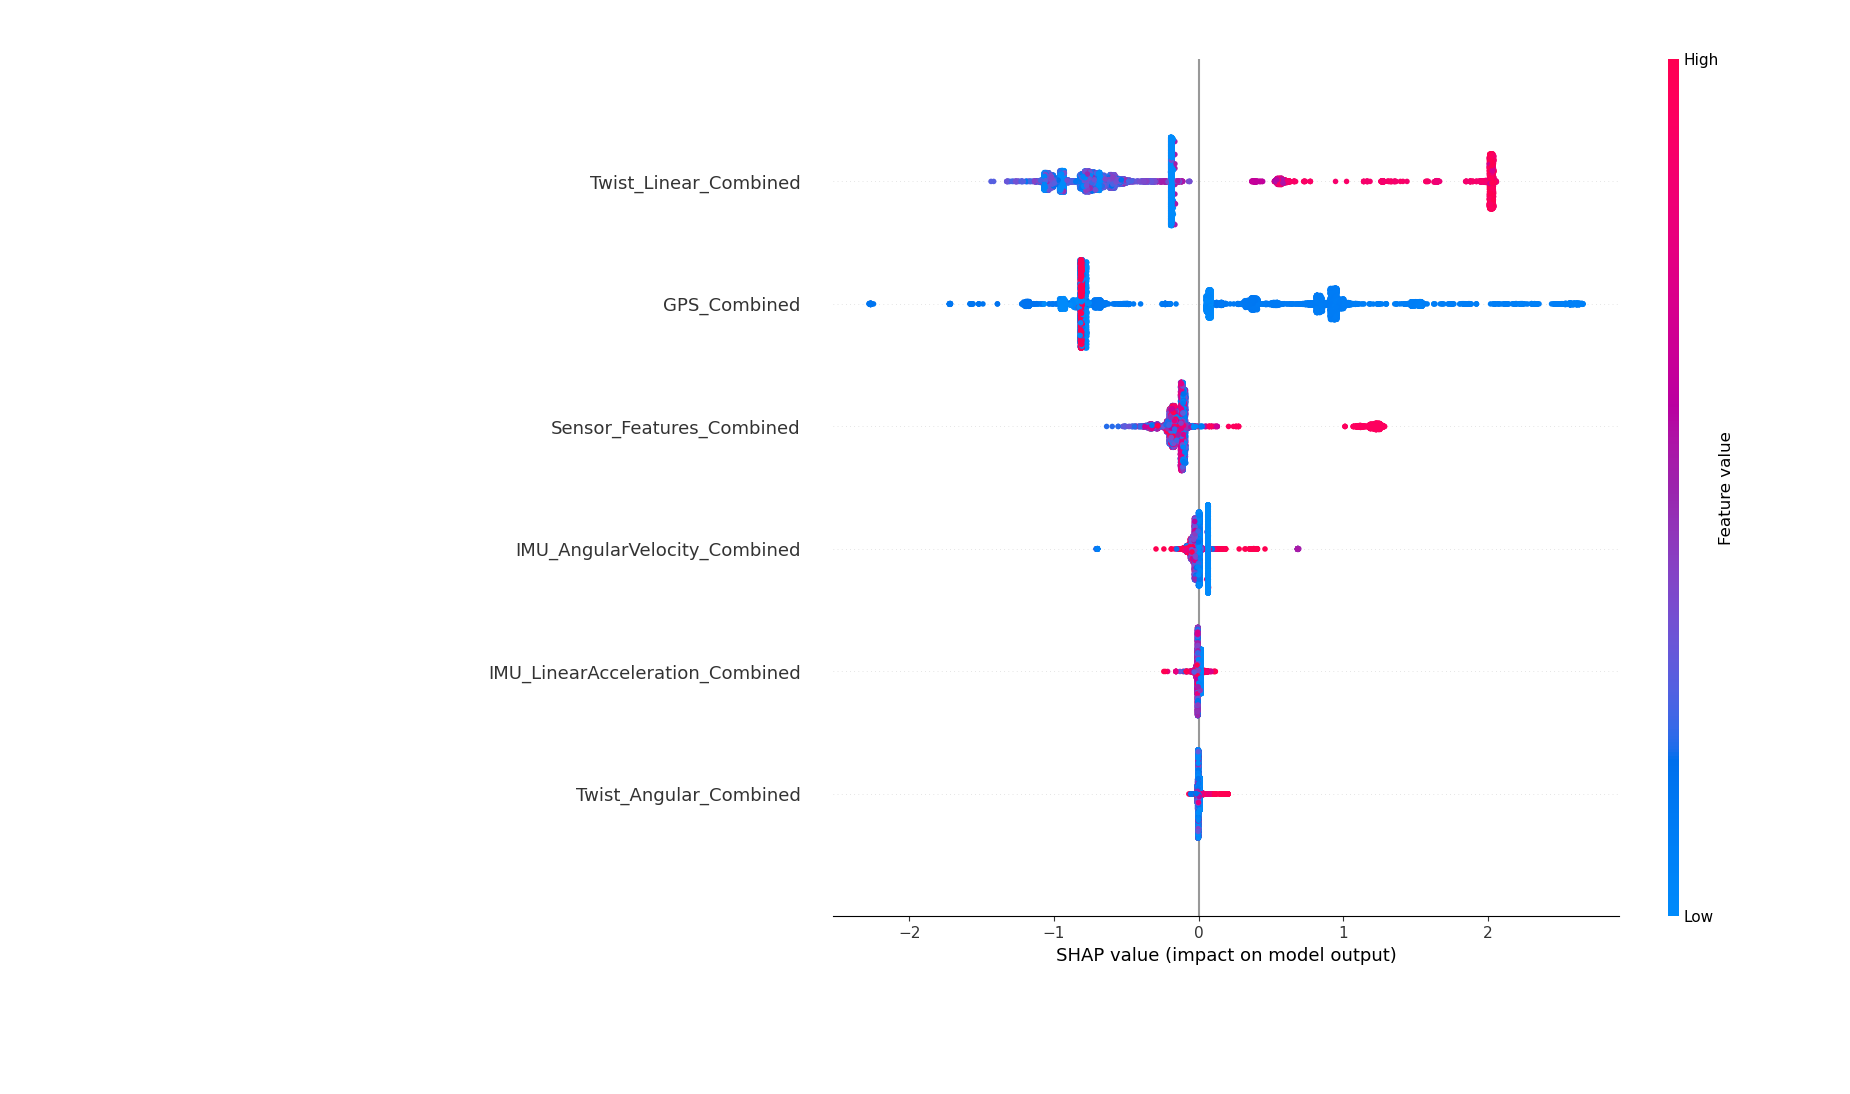 High
Twist_Linear_Combined
GPS_Combined
Sensor_Features_Combined
IMU_AngularVelocity_Combined
IMU_LinearAcceleration_Combined
Twist_Angular_Combined
Feature value
Low
−2 −1 0 1 2
SHAP value (impact on model output)